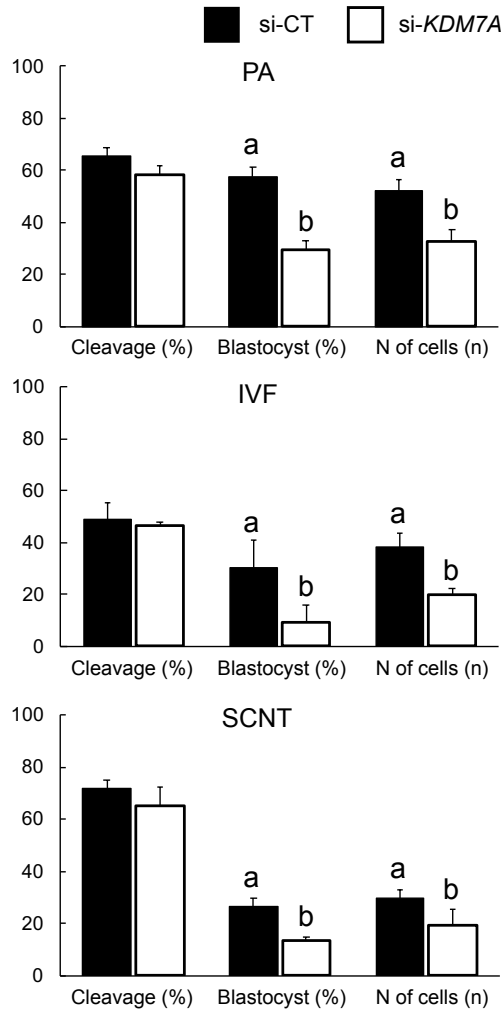 si-CT si-KDM7A
PA
100
80
60
40
20
0
a
b
a
b
Cleavage (%) Blastocyst (%) N of cells (n)
IVF
100
80
60
40
20
0
a
b
a
b
Cleavage (%) Blastocyst (%) N of cells (n)
SCNT
100
80
60
40
20
0
a
b
a
b
Cleavage (%) Blastocyst (%) N of cells (n)